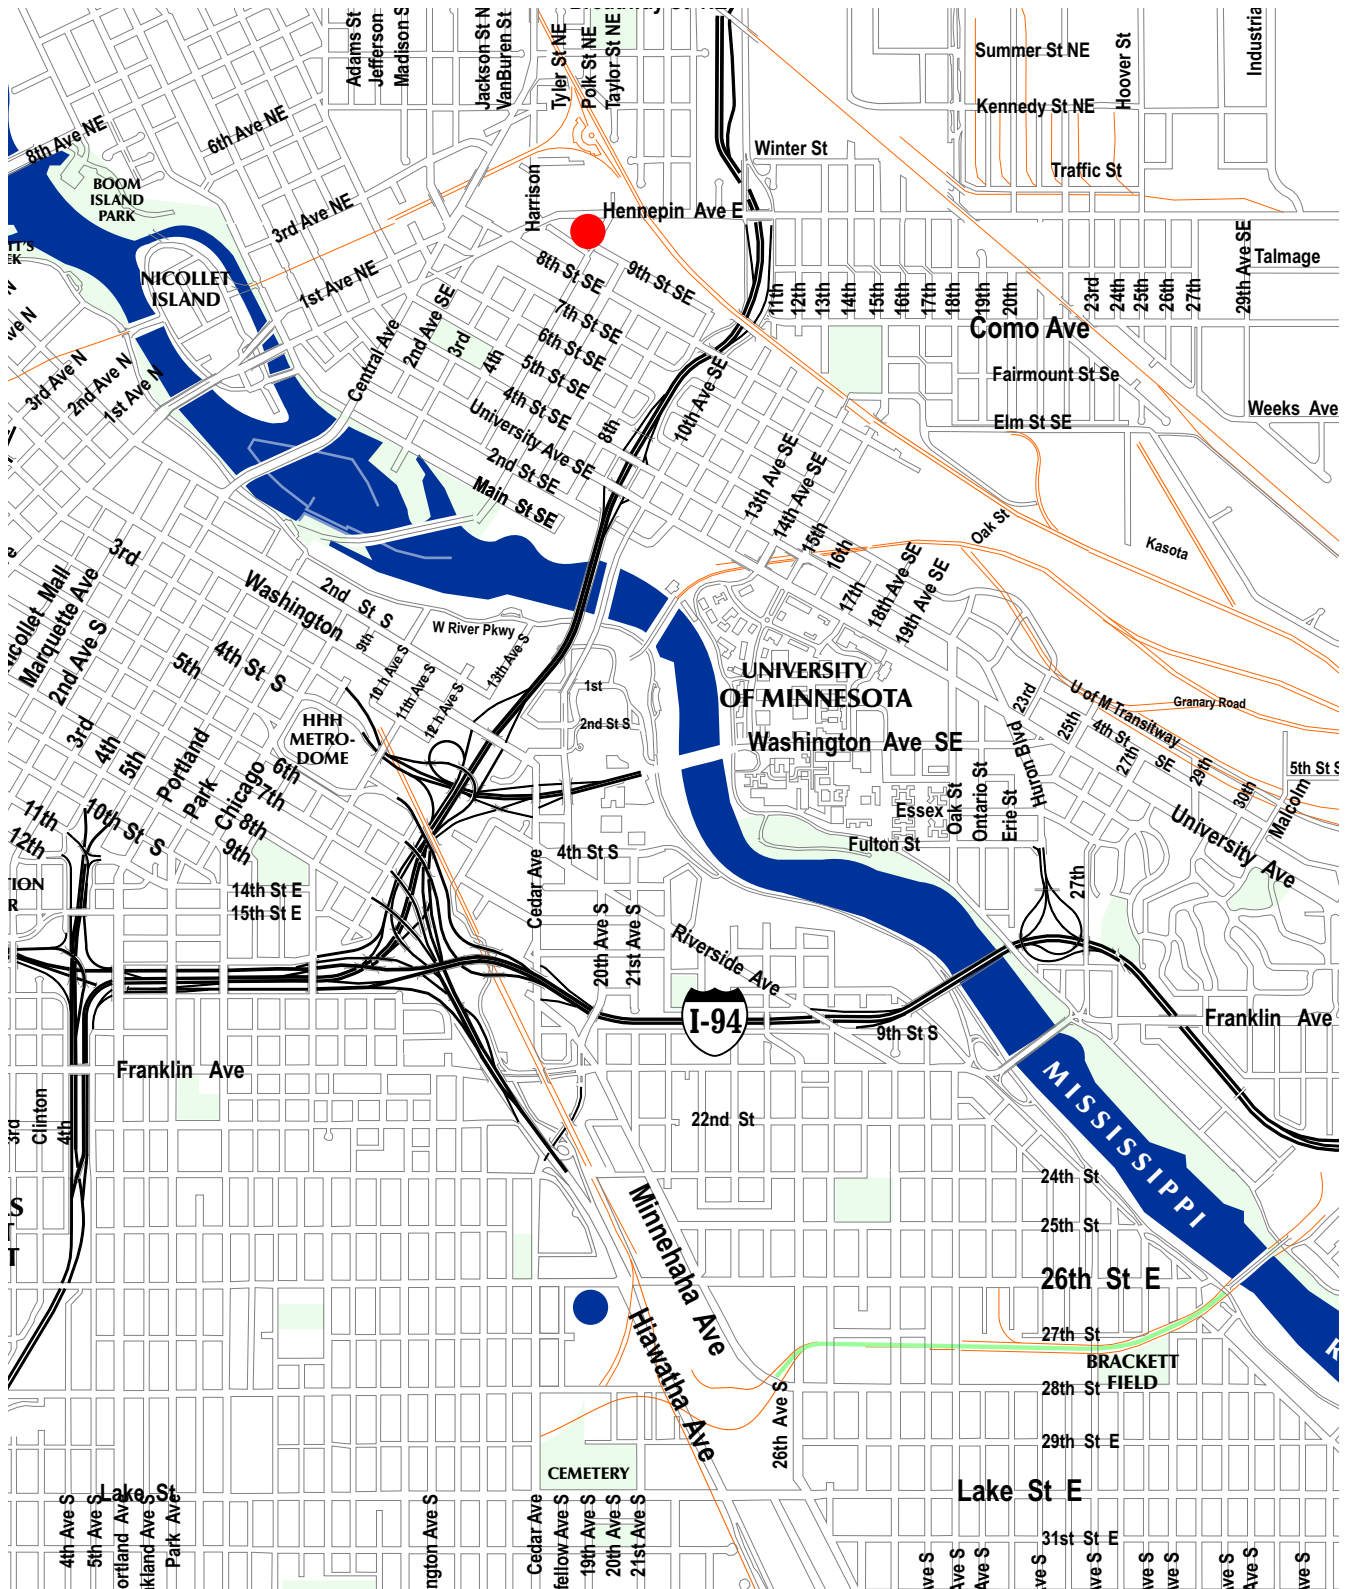 Adams St
Jefferson
Madison S
Jackson St N
VanBuren St
Tyler St NE
Polk St NE
Taylor St NE
Summer St NE
Hoover St
Industria
Kennedy St NE
8th Ave NE
6th Ave NE
Winter St
Traffic St
BOOM
ISLAND
PARK
3rd Ave NE
Harrison
Hennepin Ave E
29th Ave SE
Talmage
NICOLLET
ISLAND
1st Ave NE
8th St SE
9th St SE
7th St SE
6th St SE
5th St SE
4th St SE
University Ave SE
2nd St SE
Main St SE
11th
12th
13th
14th
15th
16th
17th
18th
19th
20th
23rd
24th
25th
26th
27th
Como Ave
Fairmount St Se
Elm St SE
Weeks Ave
Central Ave
2nd Ave SE
3rd
4th
8th
10th Ave SE
3rd Ave N
2nd Ave N
1st Ave N
13th Ave SE
14th Ave SE
15th
16th
17th
18th Ave SE
19th Ave SE
Oak St
Kasota
3rd
Nicollet Mall
Marquette Ave
2nd Ave S
Washington
2nd St S
W River Pkwy
9th
10 h Ave S
11th Ave S
12 h Ave S
13th Ave S
4th St S
5th
1st
2nd St S
UNIVERSITY
OF MINNESOTA
Washington Ave SE
23rd
Huron Blvd
25th
U of M Transitway
4th St SE
Granary Road
27th
29th
30th
Malcolm
5th St S
University Ave
HHH
METRO-
DOME
3rd
4th
5th
Portland
Park
Chicago
6th
7th
8th
9th
10th St S
11th
12th
Essex
Oak St
Ontario St
Erie St
Fulton St
27th
4th St S
Cedar Ave
14th St E
15th St E
20th Ave S
21st Ave S
Riverside Ave
I-94
9th St S
Franklin Ave
Franklin Ave
3rd
Clinton
4th
22nd St
MISSISSIPPI
24th St
25th St
26th St E
27th St
BRACKETT
FIELD
28th St
29th St E
Minnehaha Ave
Hiawatha Ave
26th Ave S
CEMETERY
Lake St
Lake St E
31st St E
4th Ave S
5th Ave S
ortland Ave
kland Ave S
Park Ave
ngton Ave S
Cedar Ave
fellow Ave S
19th Ave S
20th Ave S
21st Ave S